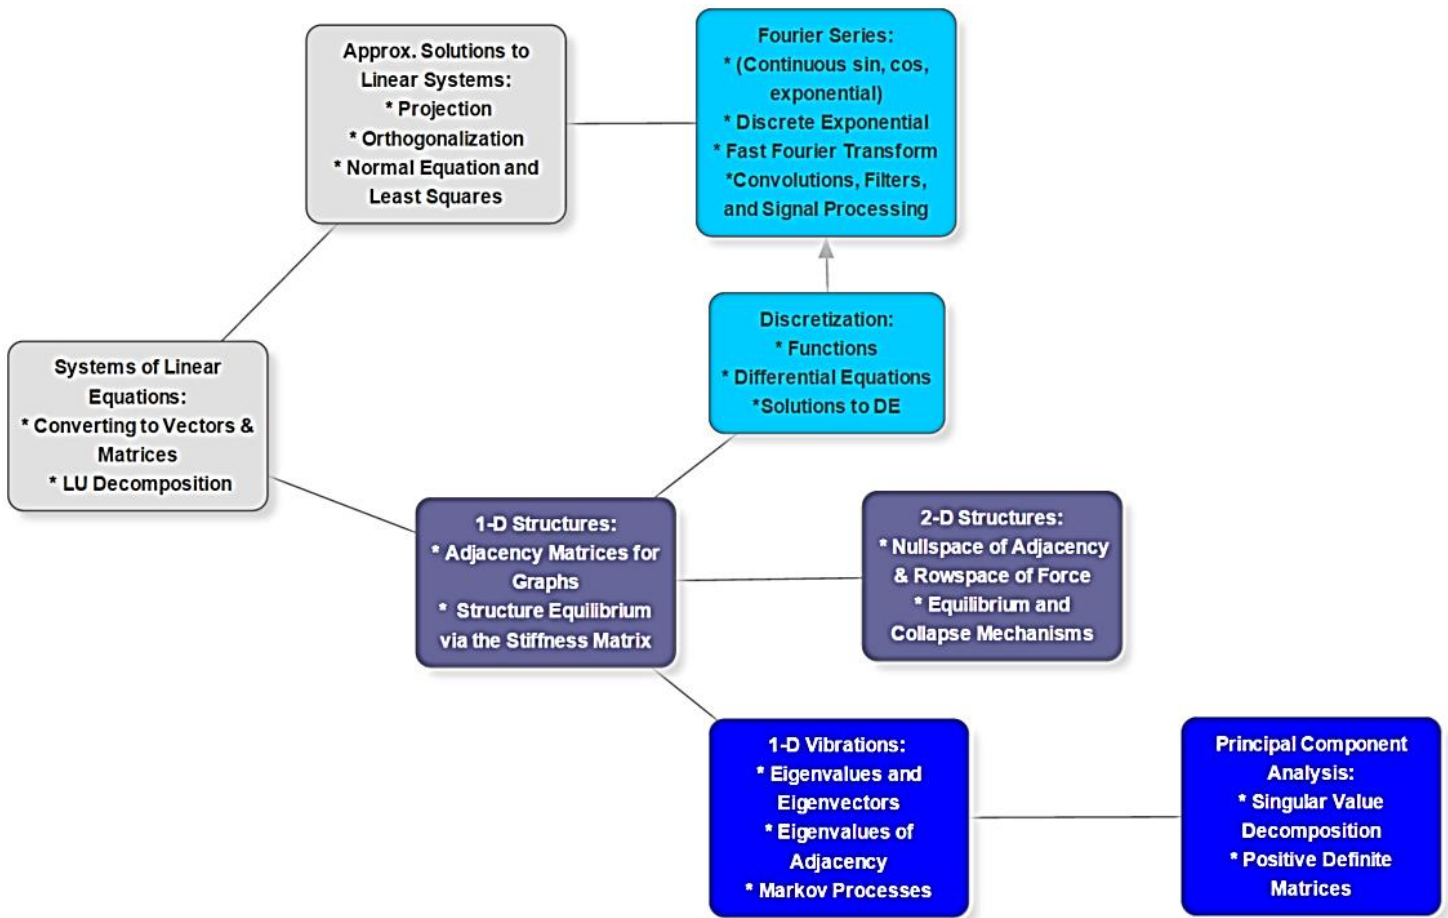 Approx. Solutions to
Linear Systems:
* Projection
* Orthogonalization
* Normal Equation and
Least Squares
Fourier Series:
* (Continuous sin, cos,
exponential)
* Discrete Exponential
* Fast Fourier Transform
*Convolutions, Filters,
and Signal Processing
Discretization:
* Functions
* Differential Equations
*Solutions to DE
Systems of Linear
Equations:
* Converting to Vectors &
Matrices
* LU Decomposition
1-D Structures:
* Adjacency Matrices for
Graphs
* Structure Equilibrium
via the Stiffness Matrix
2-D Structures:
* Nullspace of Adjacency
& Rowspace of Force
* Equilibrium and
Collapse Mechanisms
1-D Vibrations:
* Eigenvalues and
Eigenvectors
* Eigenvalues of
Adjacency
* Markov Processes
Principal Component
Analysis:
* Singular Value
Decomposition
* Positive Definite
Matrices